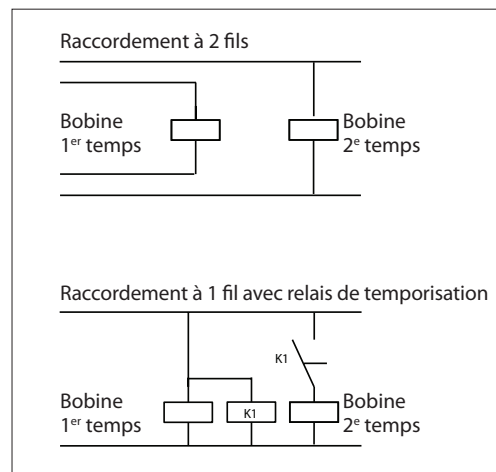 Raccordement à 2 fils
Bobine
1er temps
Bobine
2e temps
Raccordement à 1 fil avec relais de temporisation
K1
Bobine
1er temps
K1
Bobine
2e temps